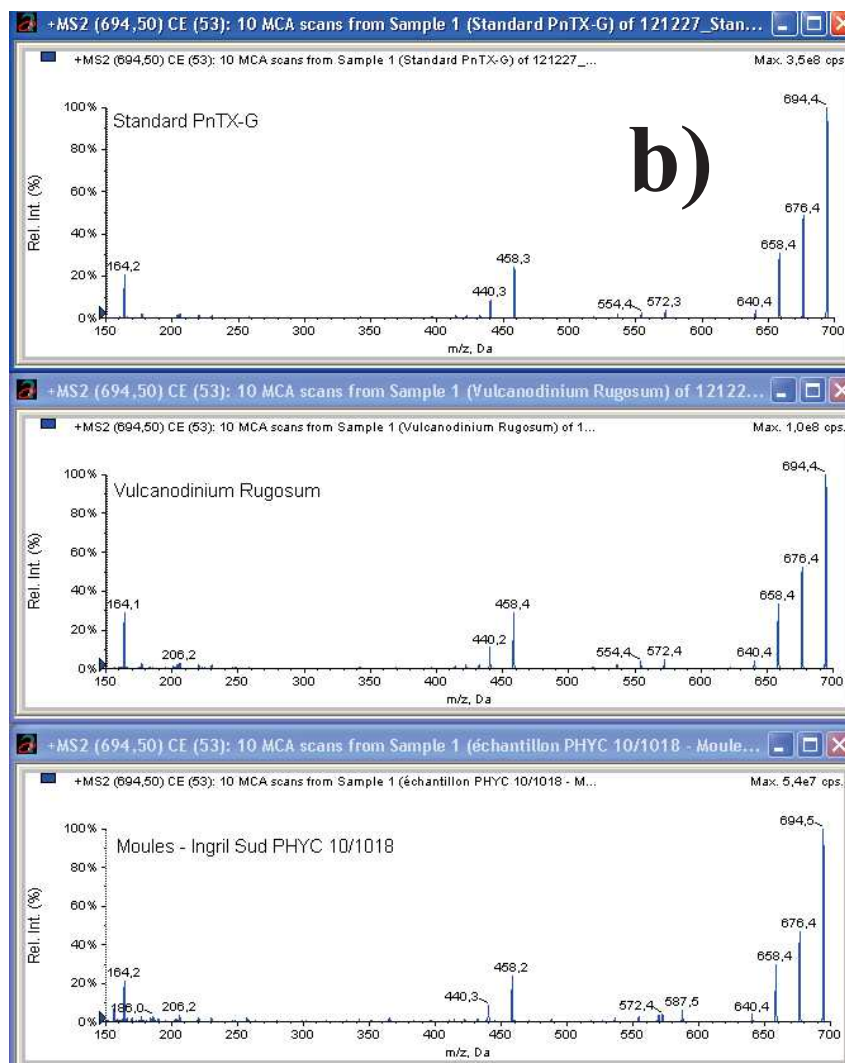 +MS2 (694,50) CE (53): 10 MCA scans from Sample 1 (Standard PnTX-G) of 121227_Stan...
+MS2 (694,50) CE (53): 10 MCA scans from Sample 1 (Standard PnTX-G) of 121227_...
Max. 3,5e8 cps.
Standard PnTX-G
b)
Rel. Int. (%)
100%
80%
60%
40%
20%
0%
164,2
440,3
458,3
554,4
572,3
640,4
658,4
676,4
694,4
150 200 250 300 350 400 450 500 550 600 650 700
m/z, Da
+MS2 (694,50) CE (53): 10 MCA scans from Sample 1 (Vulcanodinium Rugosum) of 12122...
+MS2 (694,50) CE (53): 10 MCA scans from Sample 1 (Vulcanodinium Rugosum) of 1...
Max. 1,0e8 cps.
Vulcanodinium Rugosum
Rel. Int. (%)
100%
80%
60%
40%
20%
0%
164,1
206,2
440,2
458,4
554,4
572,4
640,4
658,4
676,4
694,4
150 200 250 300 350 400 450 500 550 600 650 700
m/z, Da
+MS2 (694,50) CE (53): 10 MCA scans from Sample 1 (échantillon PHYC 10/1018 - Moule...
+MS2 (694,50) CE (53): 10 MCA scans from Sample 1 (échantillon PHYC 10/1018 - M...
Max. 5,4e7 cps.
Moules - Ingril Sud PHYC 10/1018
Rel. Int. (%)
100%
80%
60%
40%
20%
0%
164,2
186,0
206,2
440,3
458,2
572,4
587,5
640,4
658,4
676,4
694,5
150 200 250 300 350 400 450 500 550 600 650 700
m/z, Da